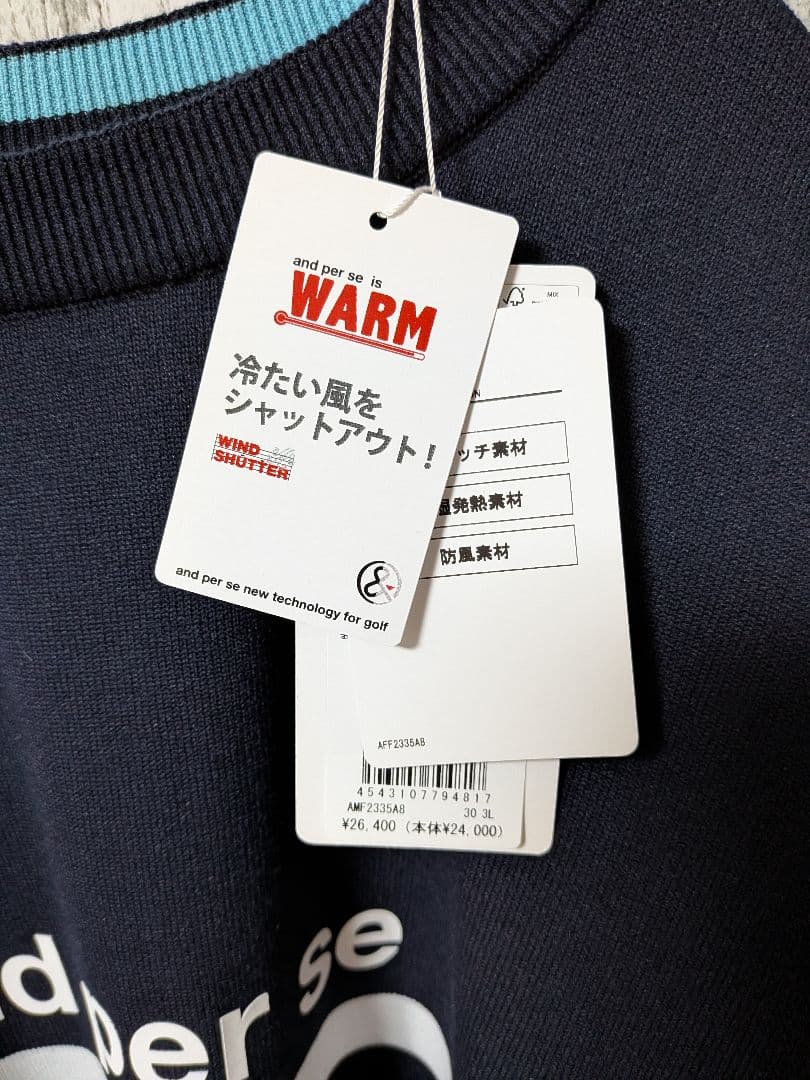 and per se is
WARM
冷たい風を
シャットアウト!
WIND
SHUTTER
and per se new technology for golf
MIX
ッチ素材
発熱素材
防風素材
AFF2335AB
4543107794817
AMF2335A8 30 3L
¥26,400 (本体¥24,000)
per se